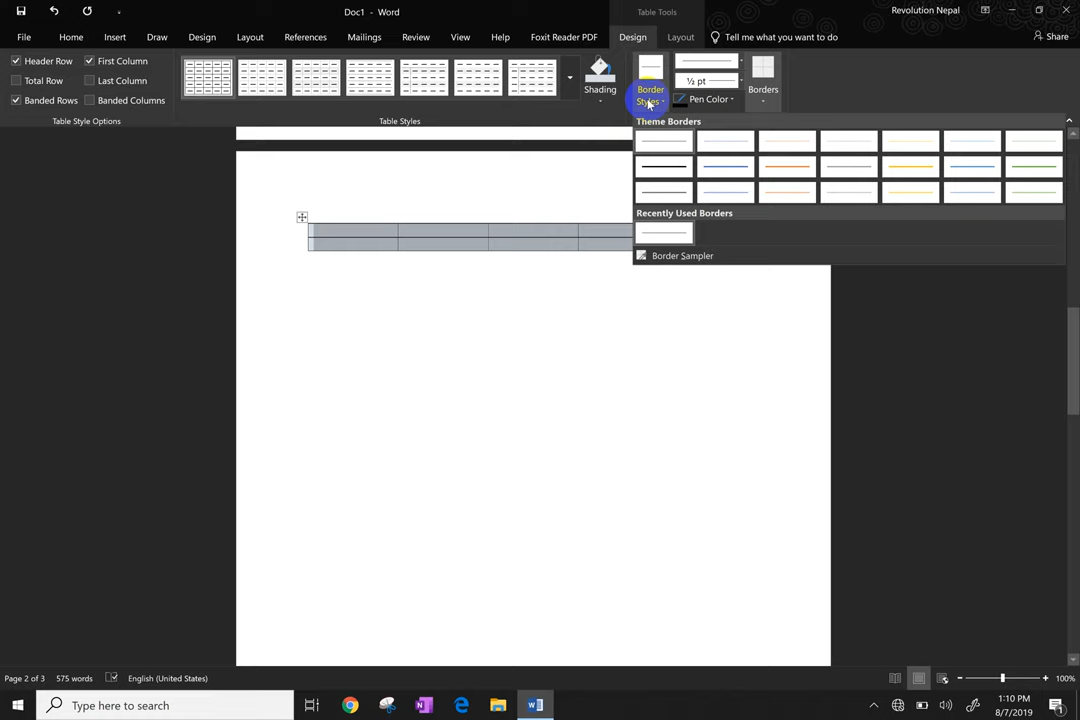 Doc1 - Word
Table Tools
Revolution Nepal
File
Home
Insert
Draw
Design
Layout
References
Mailings
Review
View
Help
Foxit Reader PDF
Design
Layout
Tell me what you want to do
Share
Header Row
First Column
Total Row
Last Column
Banded Rows
Banded Columns
Table Style Options
Table Styles
Shading
Border
Styles
½ pt
Pen Color
Borders
Theme Borders
Recently Used Borders
Border Sampler
Page 2 of 3
575 words
English (United States)
100%
Type here to search
1:10 PM
8/7/2019
1